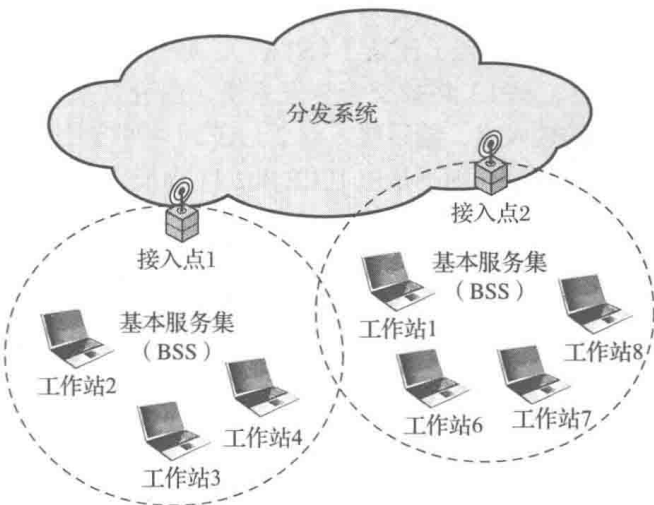 分发系统
接入点2
接入点1
基本服务集
（BSS）
工作站1
工作站8
基本服务集
（BSS）
工作站2
工作站6
工作站7
工作站4
工作站3